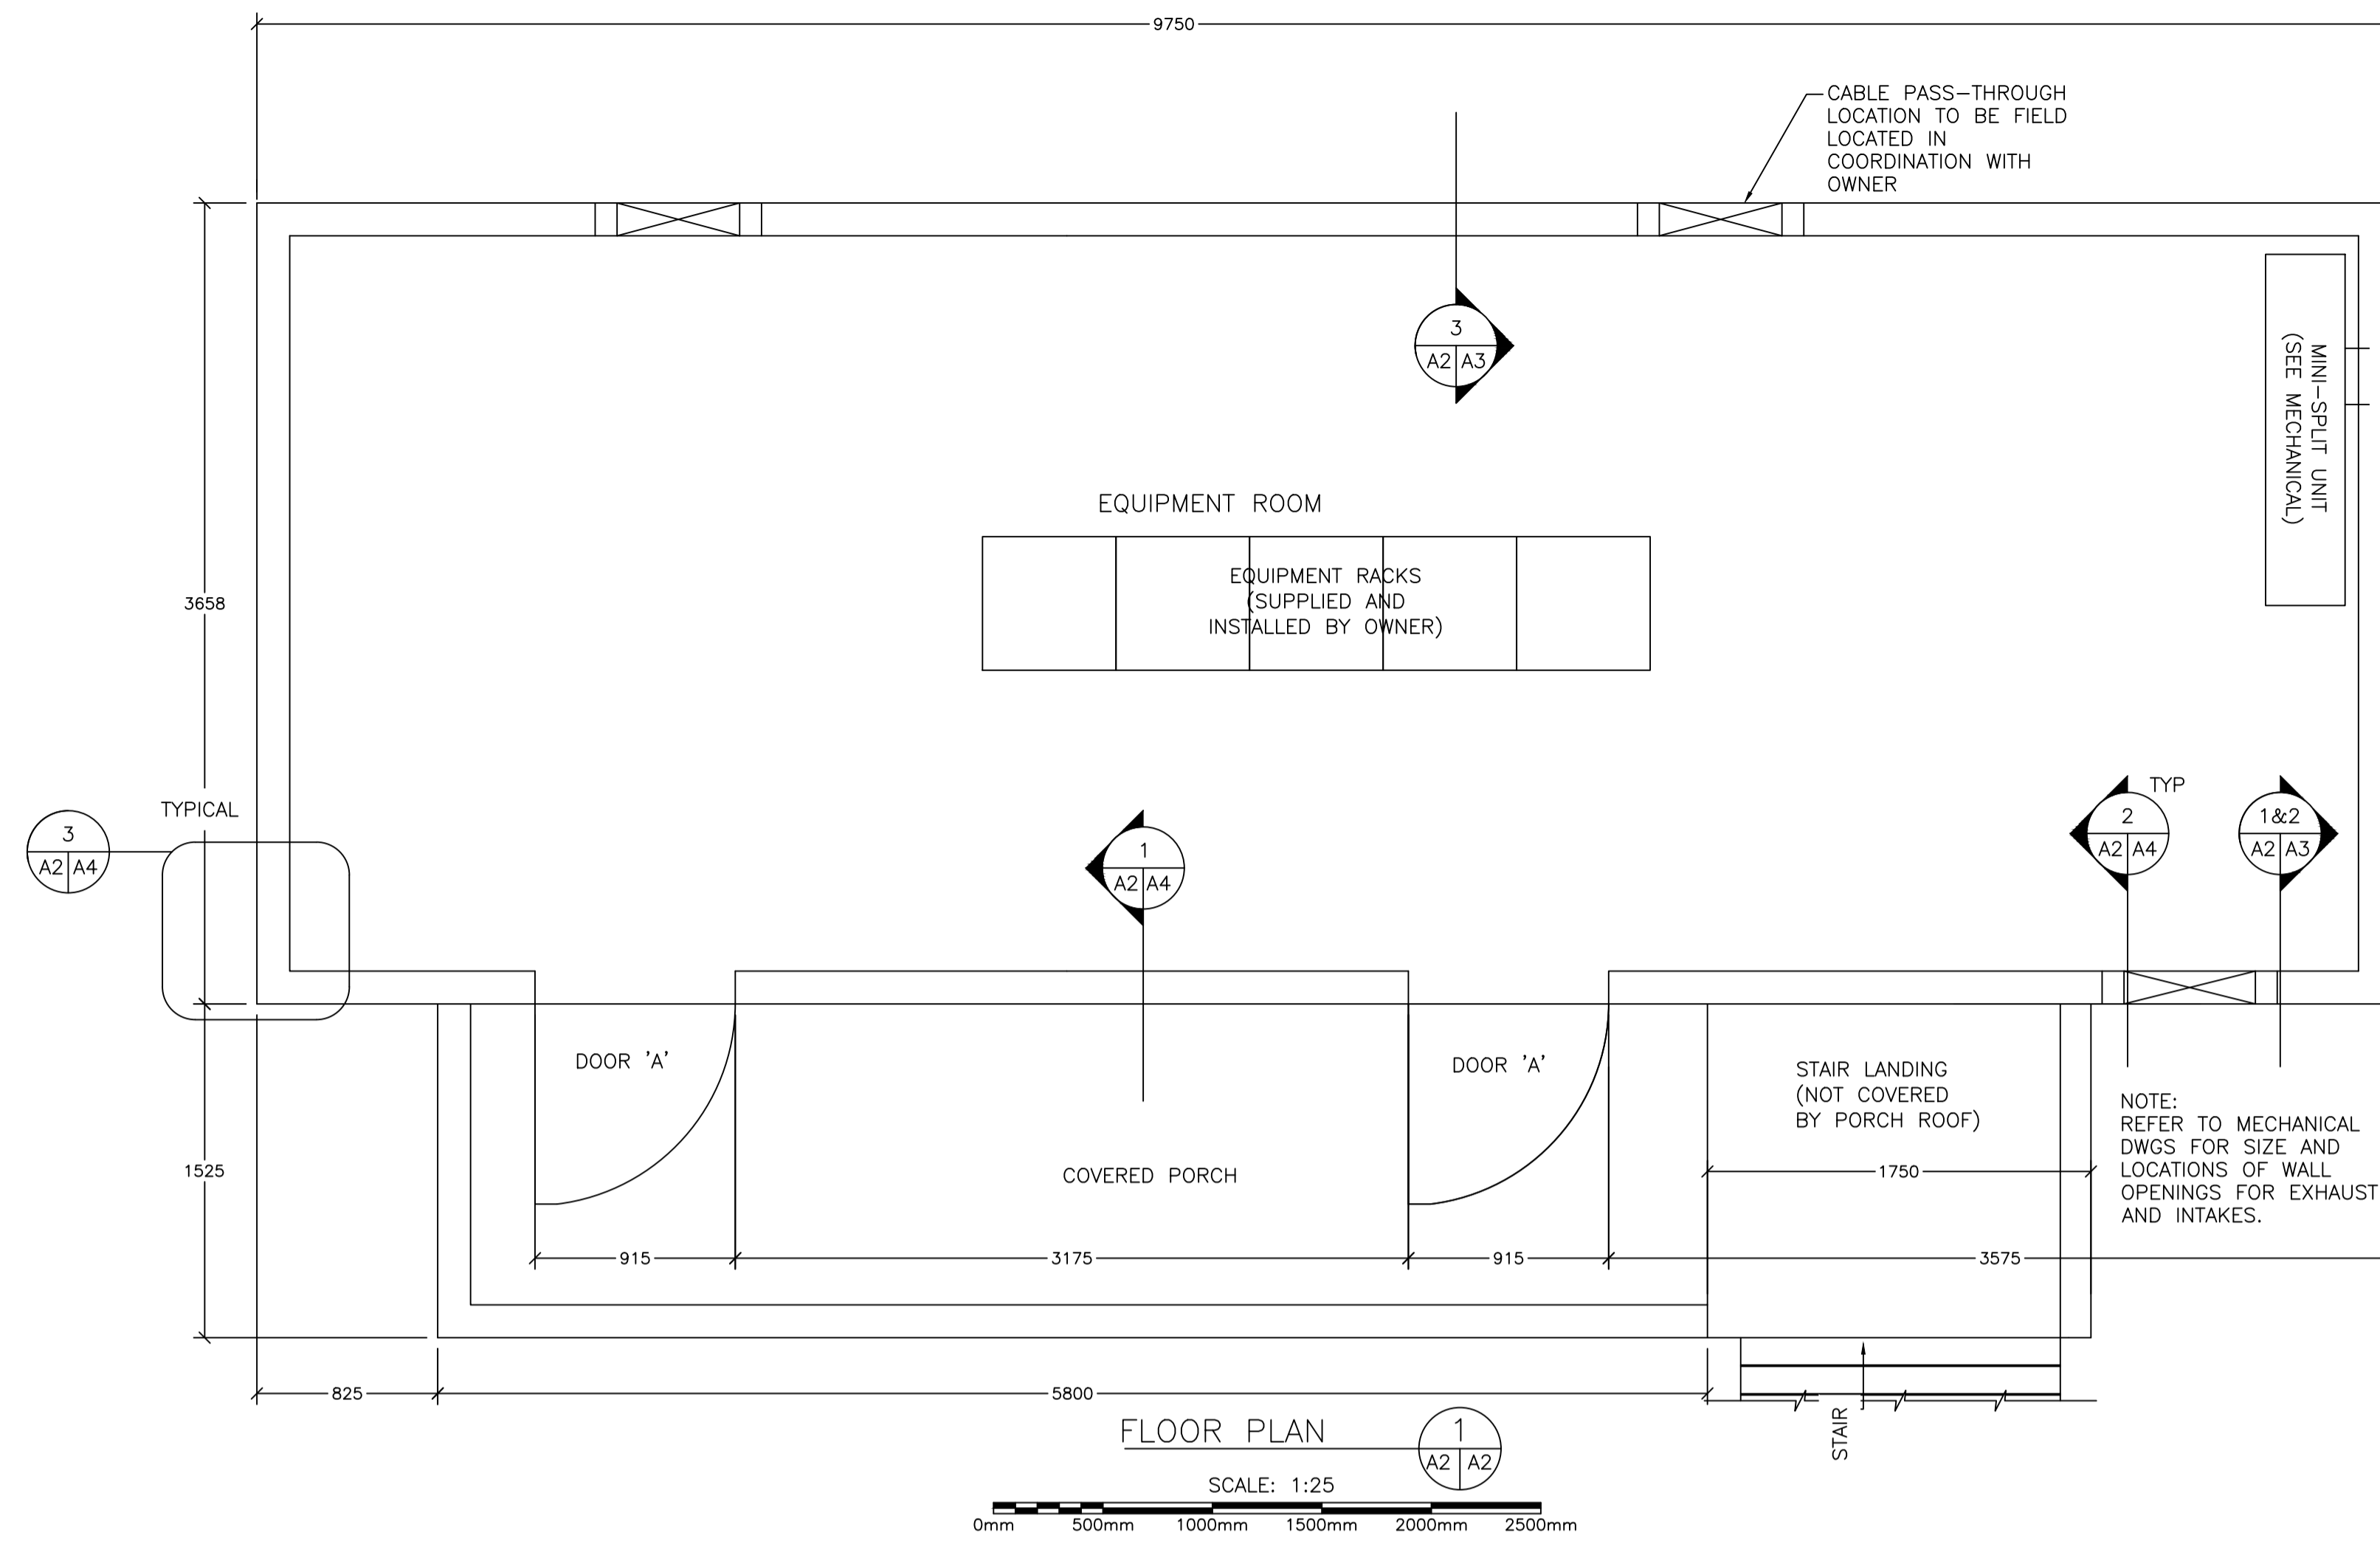 9750
CABLE PASS-THROUGH
LOCATION TO BE FIELD
LOCATED IN
COORDINATION WITH
OWNER
3
A2 A3
MINI-SPLIT UNIT
(SEE MECHANICAL)
EQUIPMENT ROOM
EQUIPMENT RACKS
(SUPPLIED AND
INSTALLED BY OWNER)
3658
TYPICAL
3
A2 A4
1
A2 A4
TYP
2
A2 A4
1&2
A2 A3
DOOR 'A'
DOOR 'A'
STAIR LANDING
(NOT COVERED
BY PORCH ROOF)
NOTE:
REFER TO MECHANICAL
DWGS FOR SIZE AND
LOCATIONS OF WALL
OPENINGS FOR EXHAUST
AND INTAKES.
1525
COVERED PORCH
1750
915
3175
915
3575
825
5800
STAIR
FLOOR PLAN
1
A2 A2
SCALE: 1:25
0mm 500mm 1000mm 1500mm 2000mm 2500mm